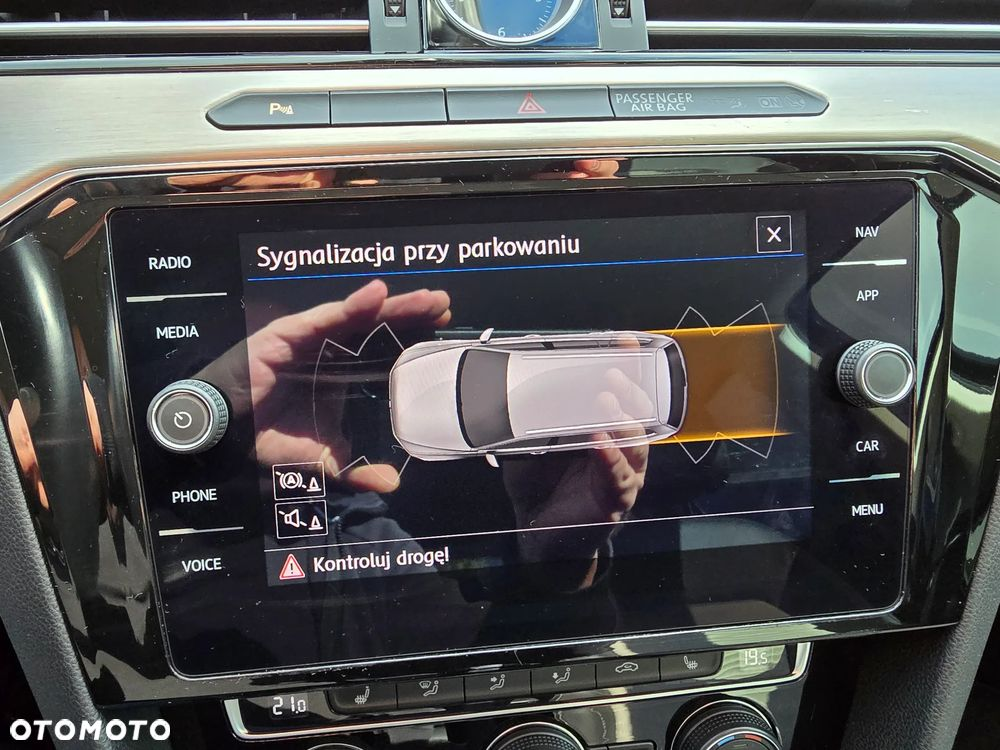 6
P
PASSENGER
AIR BAG
ON
Sygnalizacja przy parkowaniu
X
RADIO
MEDIA
PHONE
VOICE
NAV
APP
CAR
MENU
A
Kontroluj drogę!
21.0
19.5
OTOMOTO